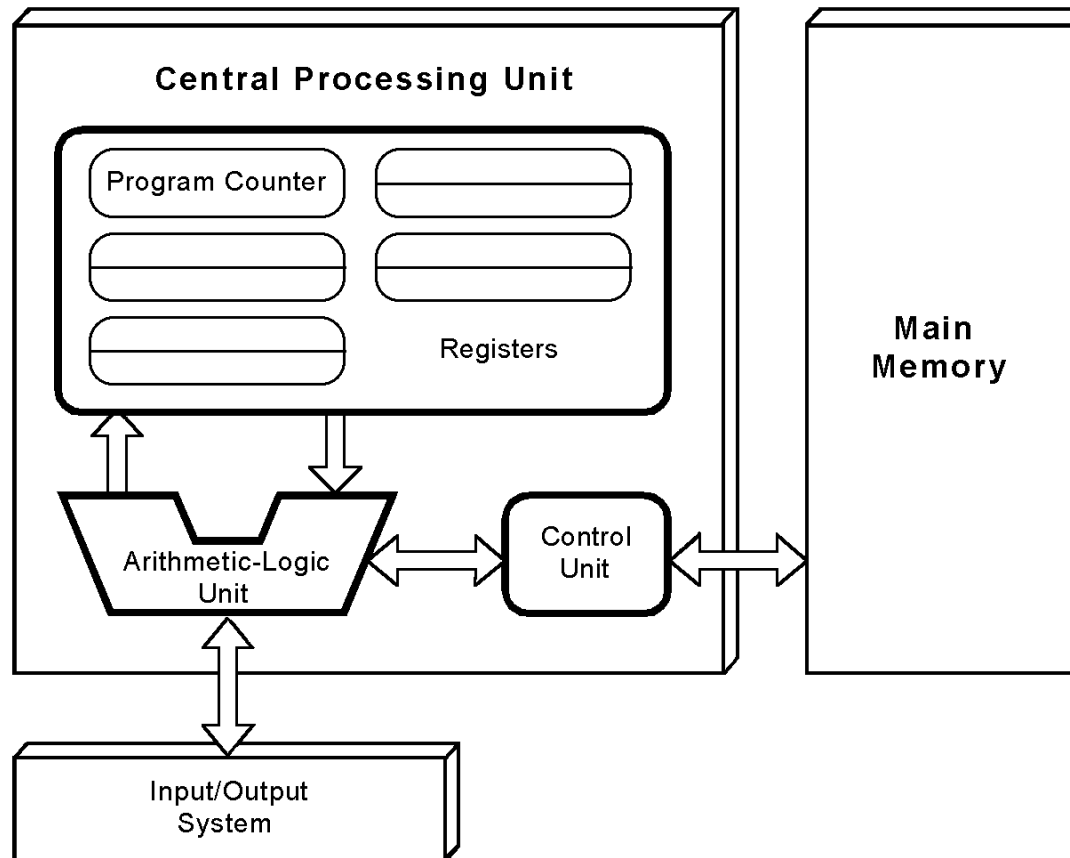 Central Processing Unit
Program Counter
Registers
Main
Memory
Arithmetic-Logic
Unit
Control
Unit
Input/Output
System